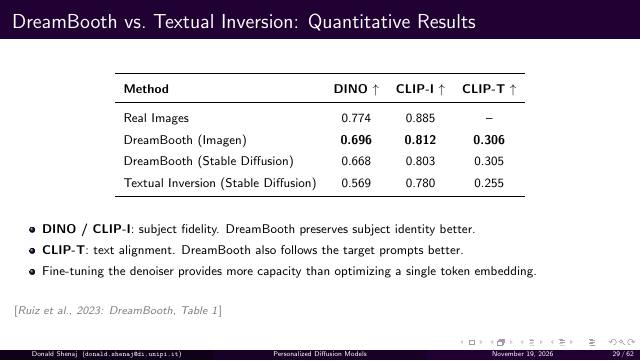 DreamBooth vs. Textual Inversion: Quantitative Results
Method DINO ↑ CLIP-I ↑ CLIP-T ↑
Real Images 0.774 0.885 –
DreamBooth (Imagen) 0.696 0.812 0.306
DreamBooth (Stable Diffusion) 0.668 0.803 0.305
Textual Inversion (Stable Diffusion) 0.569 0.780 0.255
DINO / CLIP-I: subject fidelity. DreamBooth preserves subject identity better.
CLIP-T: text alignment. DreamBooth also follows the target prompts better.
Fine-tuning the denoiser provides more capacity than optimizing a single token embedding.
[Ruiz et al., 2023: DreamBooth, Table 1]
Donald Shenaj (donald.shenaj@di.unipi.it) Personalized Diffusion Models November 19, 2026 29 / 62